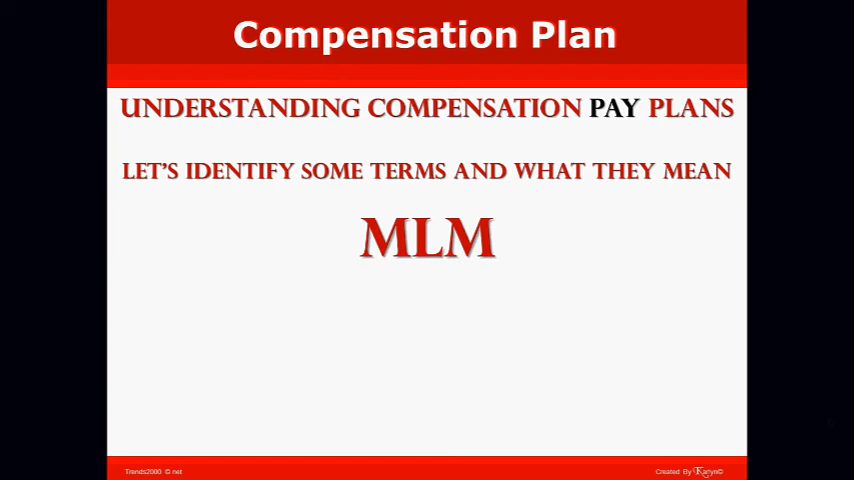 Compensation Plan
UNDERSTANDING COMPENSATION PAY PLANS
LET'S IDENTIFY SOME TERMS AND WHAT THEY MEAN
MLM
Trends2000 © net
Created By Karyn©